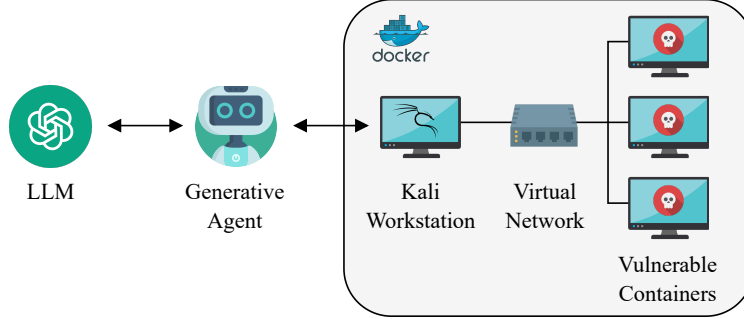 docker
LLM
Generative
Agent
Kali
Workstation
Virtual
Network
Vulnerable
Containers